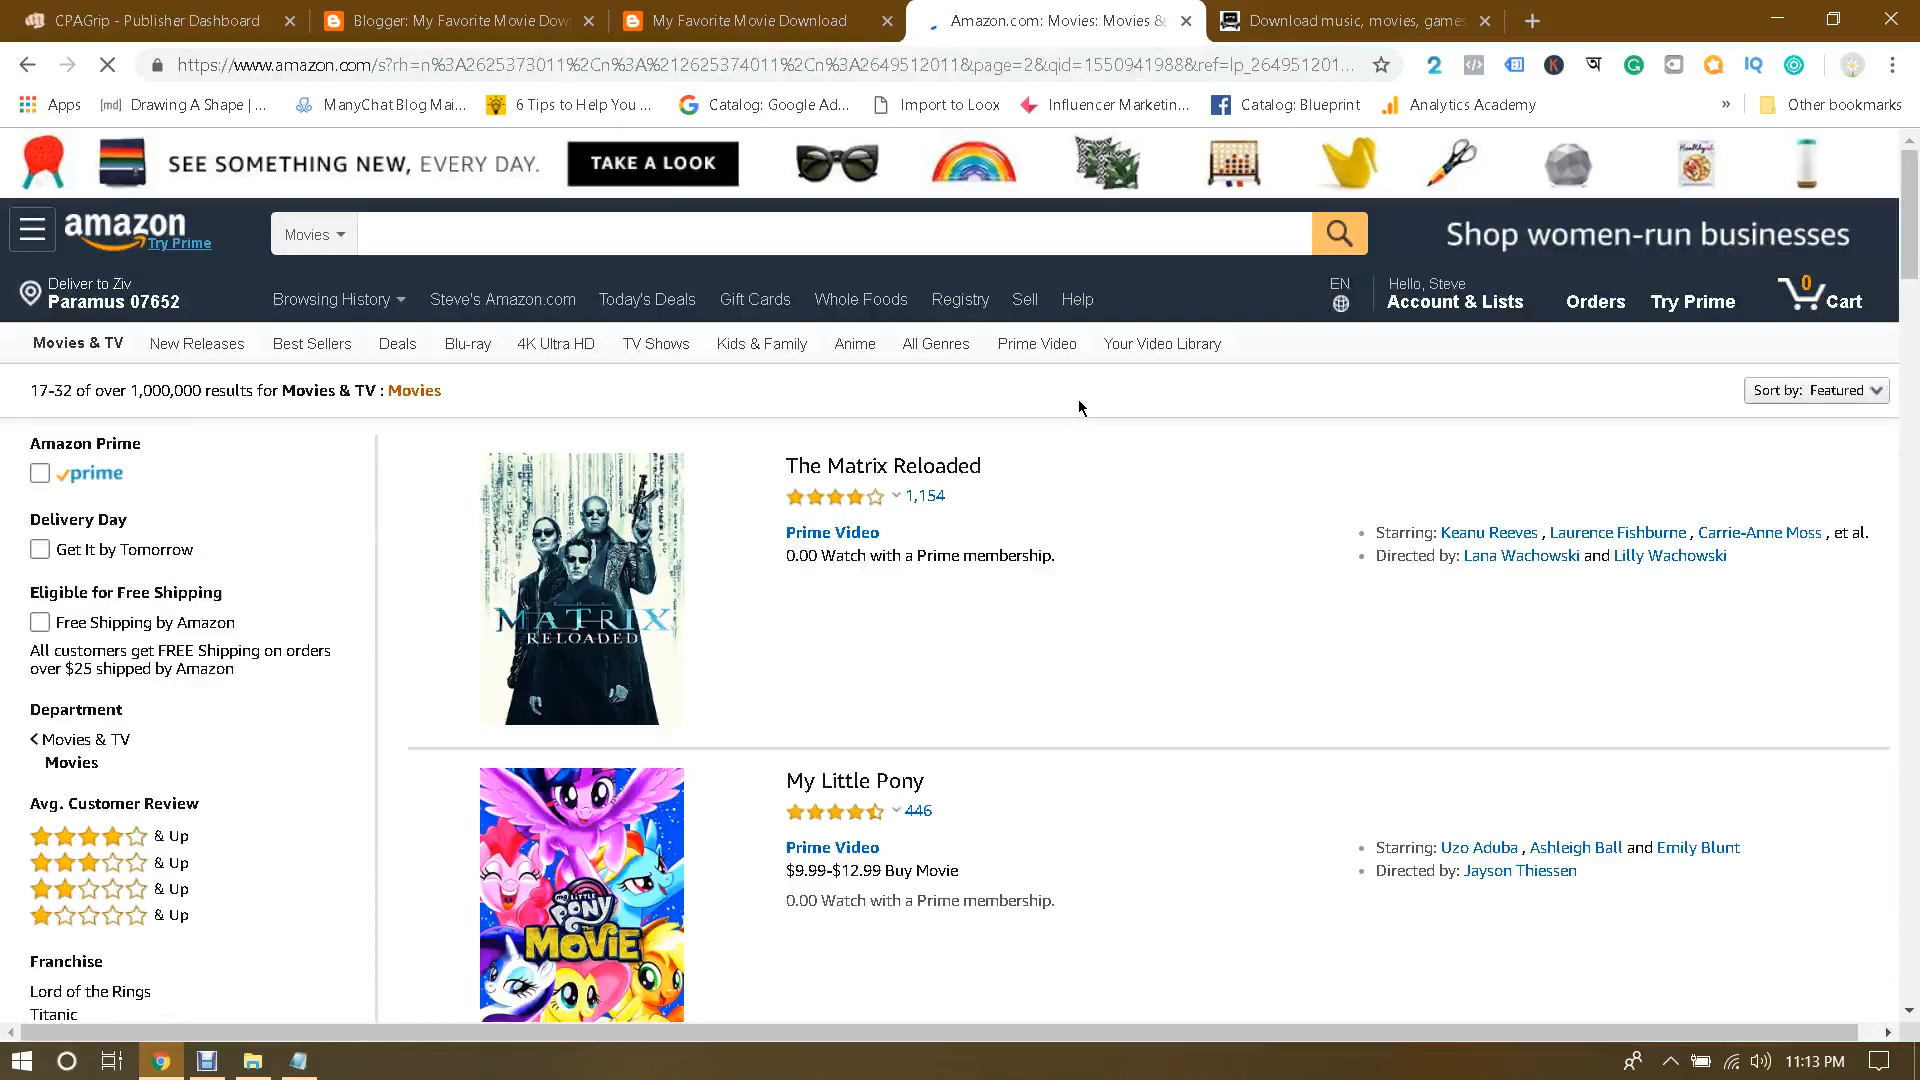 CPAGrip - Publisher Dashboard
Blogger: My Favorite Movie Dow
My Favorite Movie Download
Amazon.com: Movies: Movies &
Download music, movies, games
https://www.amazon.com/s?rh=n%3A2625373011%2Cn%3A%212625374011%2Cn%3A2649512011&page=2&qid=1550941988&ref=lp_264951201...
Apps
[md] Drawing A Shape | ...
ManyChat Blog Mai...
6 Tips to Help You ...
Catalog: Google Ad...
Import to Loox
Influencer Marketin...
Catalog: Blueprint
Analytics Academy
»
Other bookmarks
SEE SOMETHING NEW, EVERY DAY.
TAKE A LOOK
amazon
Try Prime
Movies
Shop women-run businesses
Deliver to Ziv
Paramus 07652
Browsing History
Steve's Amazon.com
Today's Deals
Gift Cards
Whole Foods
Registry
Sell
Help
EN
Hello, Steve
Account & Lists
Orders
Try Prime
0
Cart
Movies & TV
New Releases
Best Sellers
Deals
Blu-ray
4K Ultra HD
TV Shows
Kids & Family
Anime
All Genres
Prime Video
Your Video Library
17-32 of over 1,000,000 results for Movies & TV : Movies
Sort by: Featured
Amazon Prime
prime
Delivery Day
Get It by Tomorrow
Eligible for Free Shipping
Free Shipping by Amazon
All customers get FREE Shipping on orders
over $25 shipped by Amazon
Department
Movies & TV
Movies
Avg. Customer Review
& Up
& Up
& Up
& Up
Franchise
Lord of the Rings
Titanic
THE
MATRIX
RELOADED
The Matrix Reloaded
1,154
Prime Video
0.00 Watch with a Prime membership.
Starring: Keanu Reeves , Laurence Fishburne , Carrie-Anne Moss , et al.
Directed by: Lana Wachowski and Lilly Wachowski
my LITTLE
PONY
THE
MOVIE
My Little Pony
446
Prime Video
$9.99-$12.99 Buy Movie
0.00 Watch with a Prime membership.
Starring: Uzo Aduba , Ashleigh Ball and Emily Blunt
Directed by: Jayson Thiessen
11:13 PM